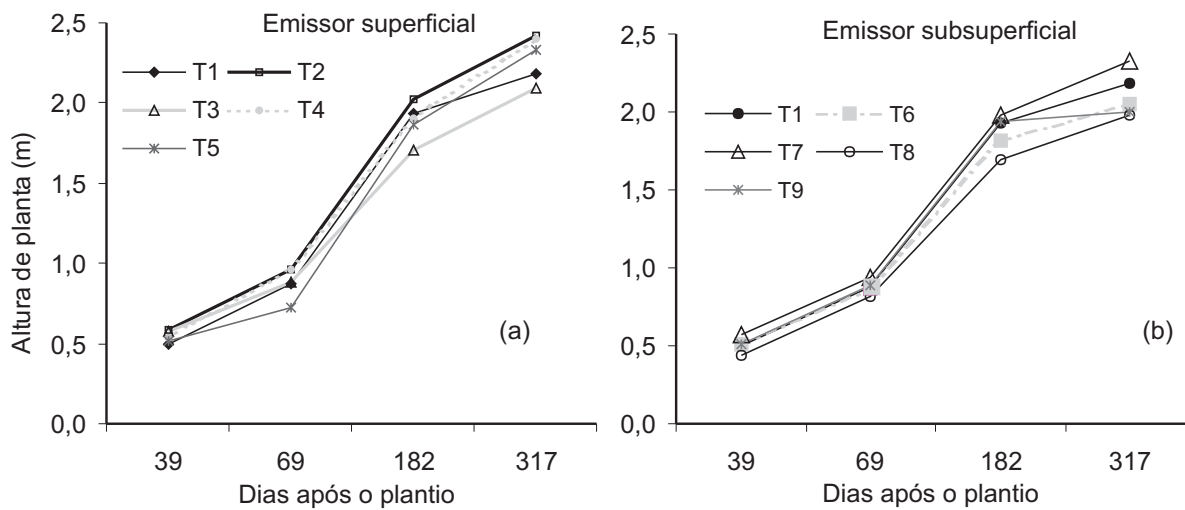 Emissor superficial
T1 T2
T3 T4
T5
Altura de planta (m)
2,5
2,0
1,5
1,0
0,5
0,0
(a)
39 69 182 317
Dias após o plantio
Emissor subsuperficial
T1 T6
T7 T8
T9
2,5
2,0
1,5
1,0
0,5
0,0
(b)
39 69 182 317
Dias após o plantio